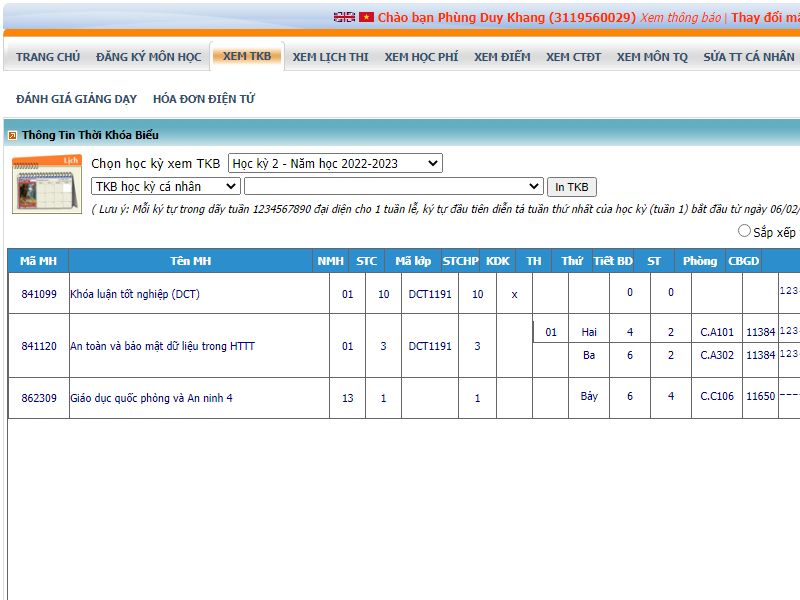 Chào bạn Phùng Duy Khang (3119560029) Xem thông báo | Thay đổi mã
TRANG CHỦ ĐĂNG KÝ MÔN HỌC XEM TKB XEM LỊCH THI XEM HỌC PHÍ XEM ĐIỂM XEM CTĐT XEM MÔN TQ SỬA TT CÁ NHÂN
ĐÁNH GIÁ GIẢNG DẠY HÓA ĐƠN ĐIỆN TỬ
Thông Tin Thời Khóa Biểu
Lịch
Chọn học kỳ xem TKB Học kỳ 2 - Năm học 2022-2023
TKB học kỳ cá nhân In TKB
( Lưu ý: Mỗi ký tự trong dãy tuần 1234567890 đại diện cho 1 tuần lễ, ký tự đầu tiên diễn tả tuần thứ nhất của học kỳ (tuần 1) bắt đầu từ ngày 06/02/
Sắp xếp
Mã MH Tên MH NMH STC Mã lớp STCHP KDK TH Thứ Tiết BD ST Phòng CBGD
841099 Khóa luận tốt nghiệp (DCT) 01 10 DCT1191 10 x 0 0 123
841120 An toàn và bảo mật dữ liệu trong HTTT 01 3 DCT1191 3 01 Hai 4 2 C.A101 11384 123
Ba 6 2 C.A302 11384 123
862309 Giáo dục quốc phòng và An ninh 4 13 1 1 Bảy 6 4 C.C106 11650 ---